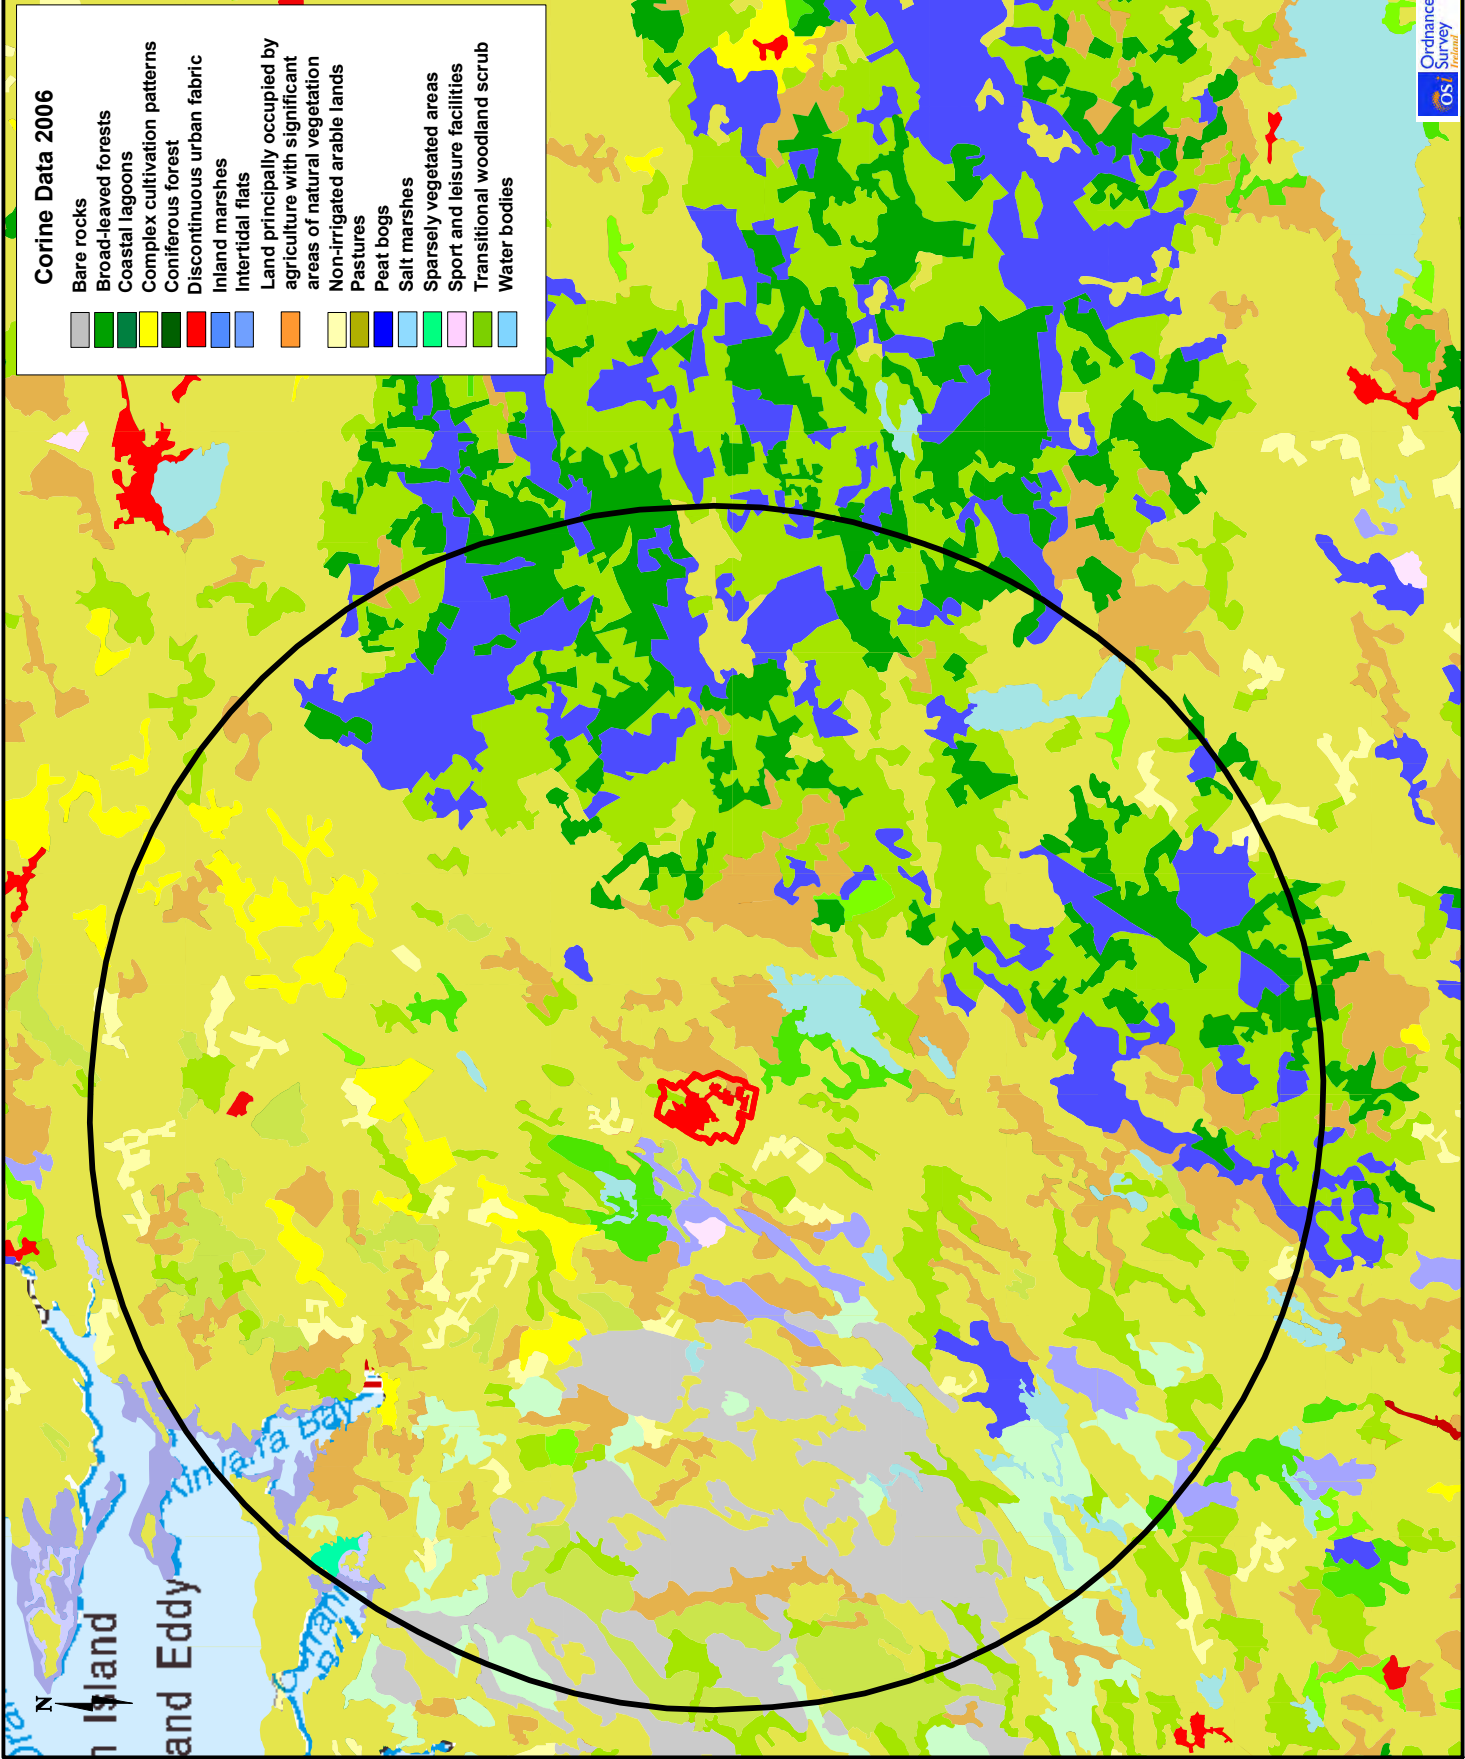 Corine Data 2006
Bare rocks
Broad-leaved forests
Coastal lagoons
Complex cultivation patterns
Coniferous forest
Discontinuous urban fabric
Inland marshes
Intertidal flats
Land principally occupied by
agriculture with significant
areas of natural vegetation
Non-irrigated arable lands
Pastures
Peat bogs
Salt marshes
Sparsely vegetated areas
Sport and leisure facilities
Transitional woodland scrub
Water bodies
Ordnance
Survey
Ireland
osi
Kinvarra Bay
Island
and Eddy
N